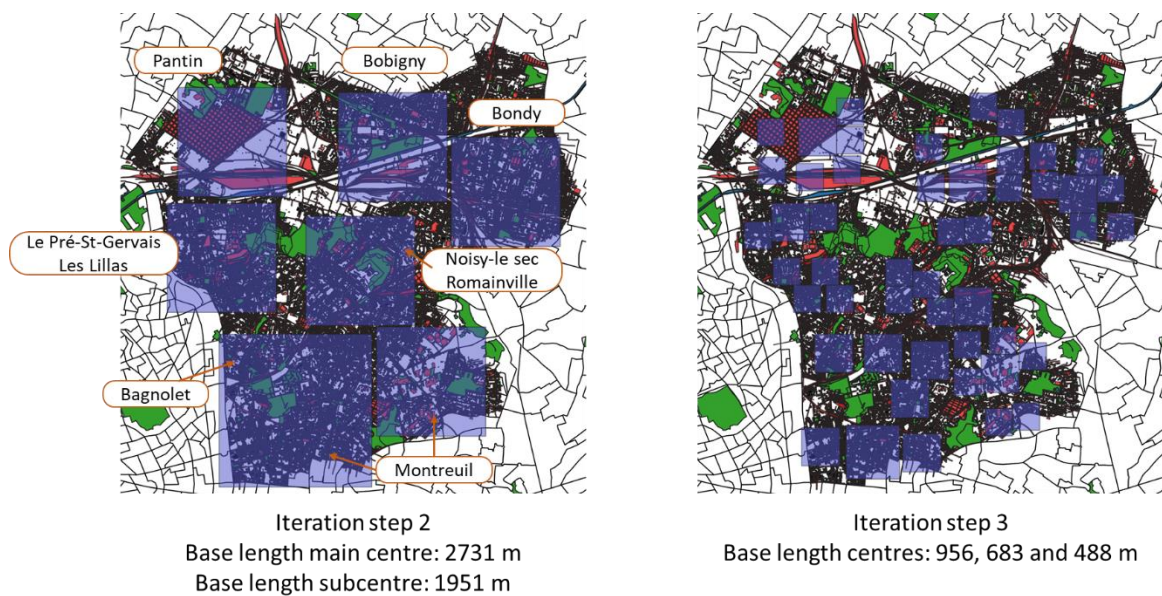 Pantin
Bobigny
Bondy
Le Pré-St-Gervais
Les Lillas
Noisy-le sec
Romainville
Bagnolet
Montreuil
Iteration step 2
Base length main centre: 2731 m
Base length subcentre: 1951 m
Iteration step 3
Base length centres: 956, 683 and 488 m